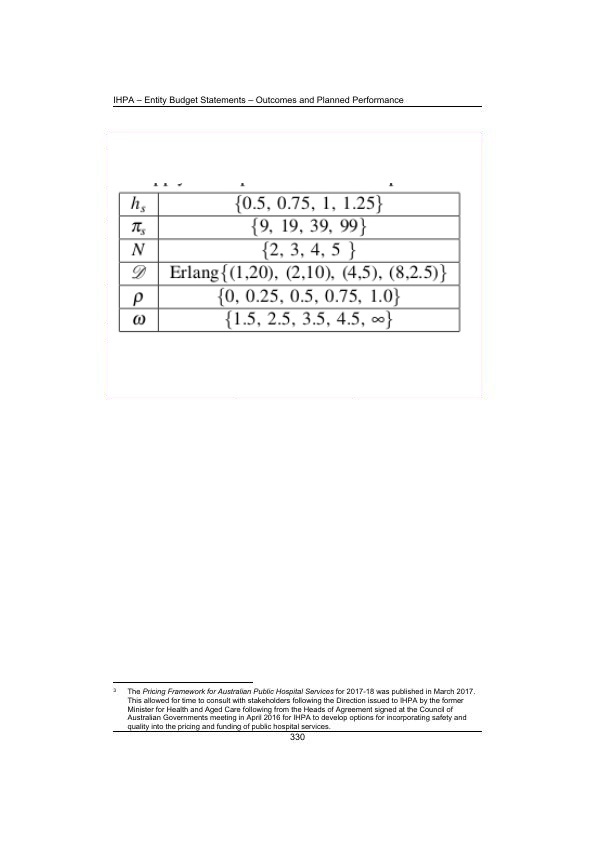 IHPA – Entity Budget Statements – Outcomes and Planned Performance
hₛ {0.5, 0.75, 1, 1.25}
πₛ {9, 19, 39, 99}
N {2, 3, 4, 5 }
𝒟 Erlang{(1,20), (2,10), (4,5), (8,2.5)}
ρ {0, 0.25, 0.5, 0.75, 1.0}
ω {1.5, 2.5, 3.5, 4.5, ∞}
3 The Pricing Framework for Australian Public Hospital Services for 2017-18 was published in March 2017.
This allowed for time to consult with stakeholders following the Direction issued to IHPA by the former
Minister for Health and Aged Care following from the Heads of Agreement signed at the Council of
Australian Governments meeting in April 2016 for IHPA to develop options for incorporating safety and
quality into the pricing and funding of public hospital services.
330